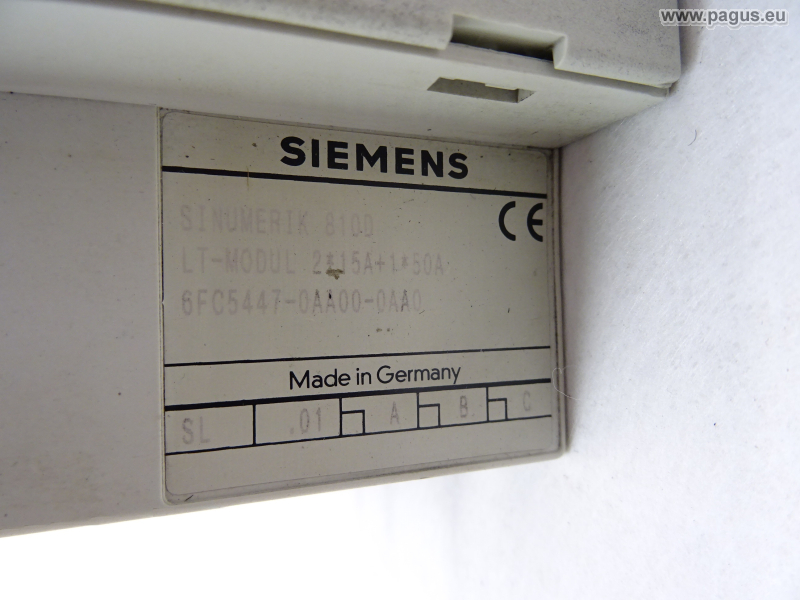 www.pagus.eu
SIEMENS
SINUMERIK 810D
CE
LT-MODUL 2*15A+1*50A
6FC5447-0AA00-0AA0
Made in Germany
SL .01 A B C